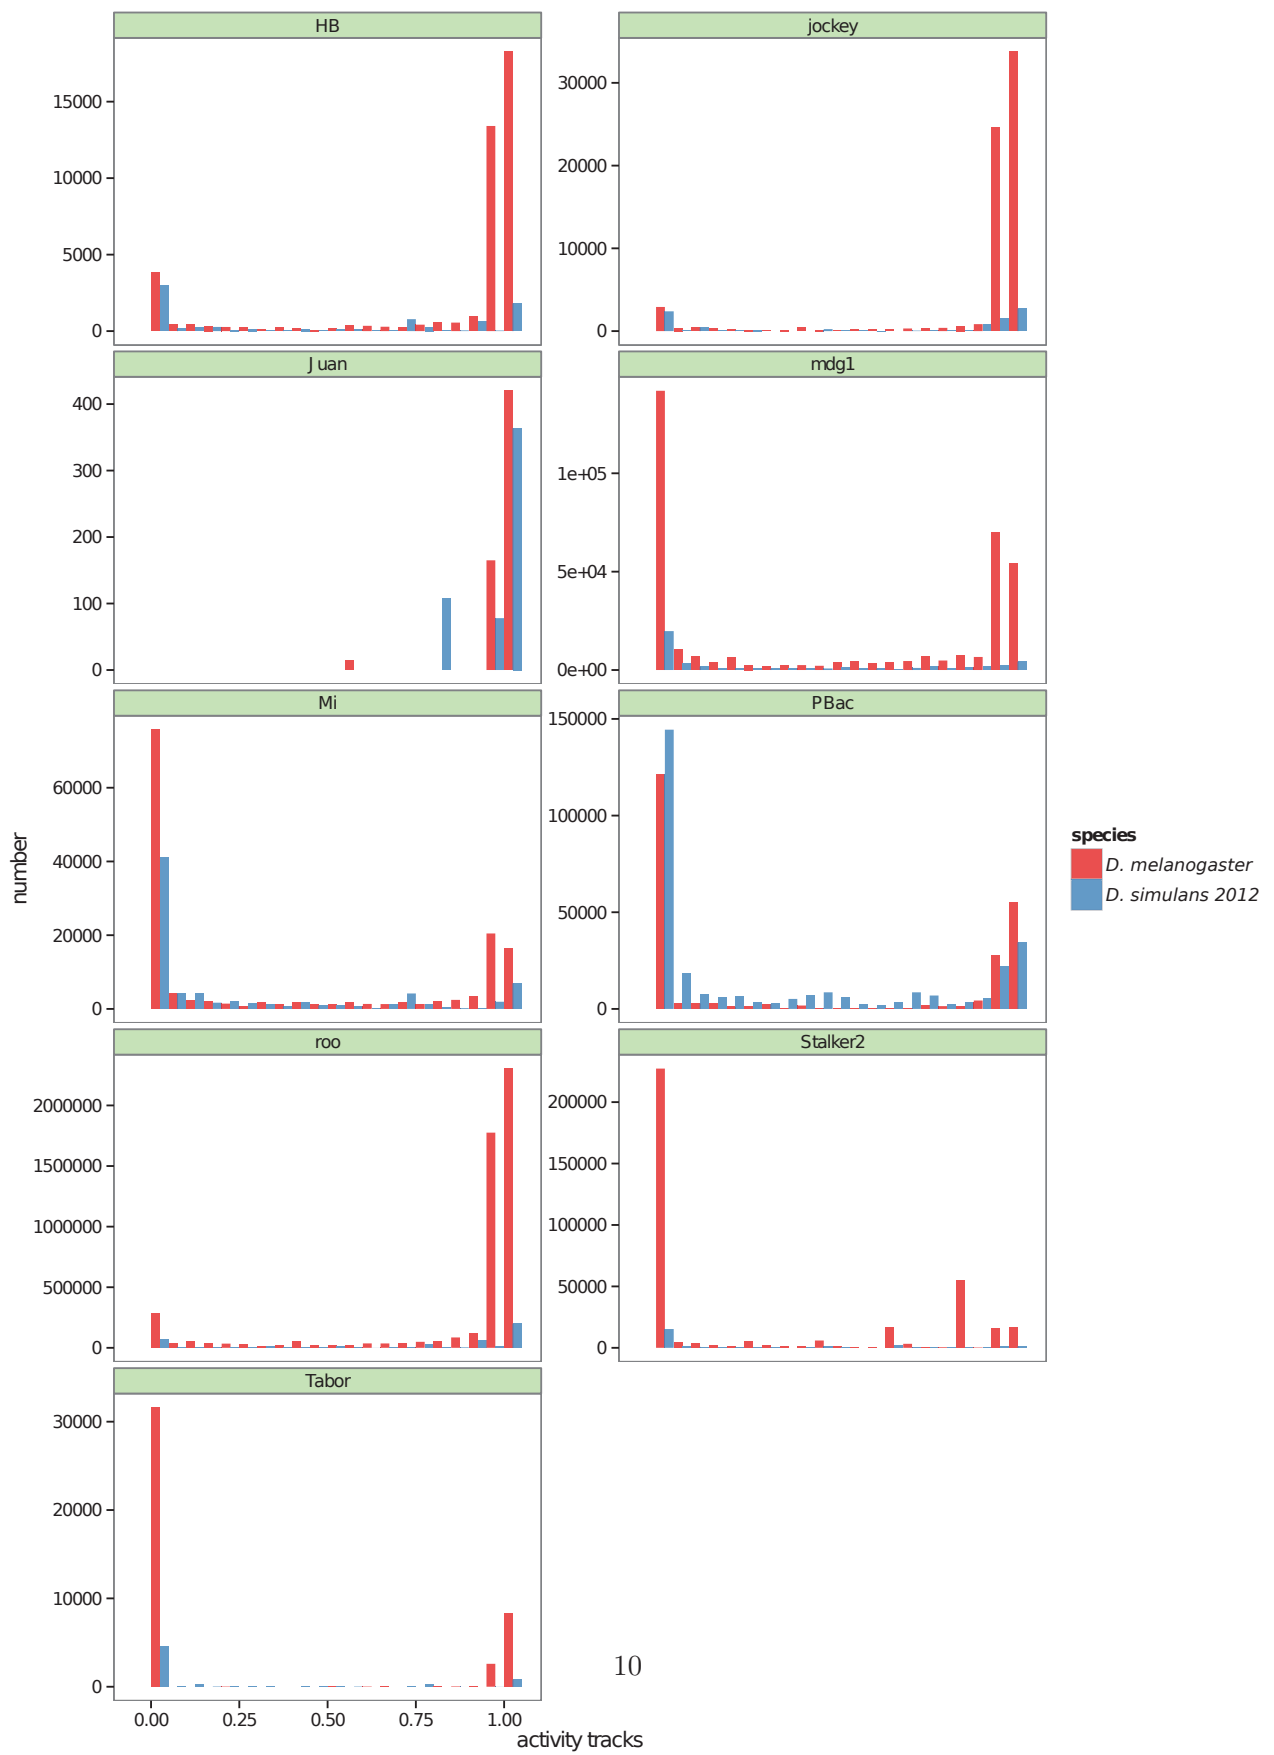 HB
jockey
15000
10000
5000
0
30000
20000
10000
0
Juan
mdg1
400
300
200
100
0
1e+05
5e+04
0e+00
Mi
PBac
60000
40000
20000
0
150000
100000
50000
0
number
species
D. melanogaster
D. simulans 2012
roo
Stalker2
2000000
1500000
1000000
500000
0
200000
150000
100000
50000
0
Tabor
30000
20000
10000
0
0.00 0.25 0.50 0.75 1.00
activity tracks
10